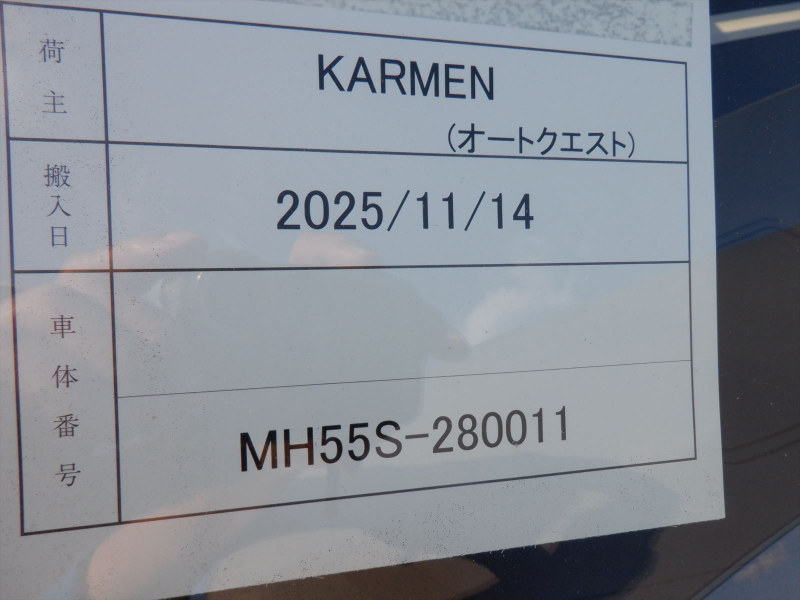 荷主
KARMEN
(オートクエスト)
搬入日
2025/11/14
車体番号
MH55S-280011